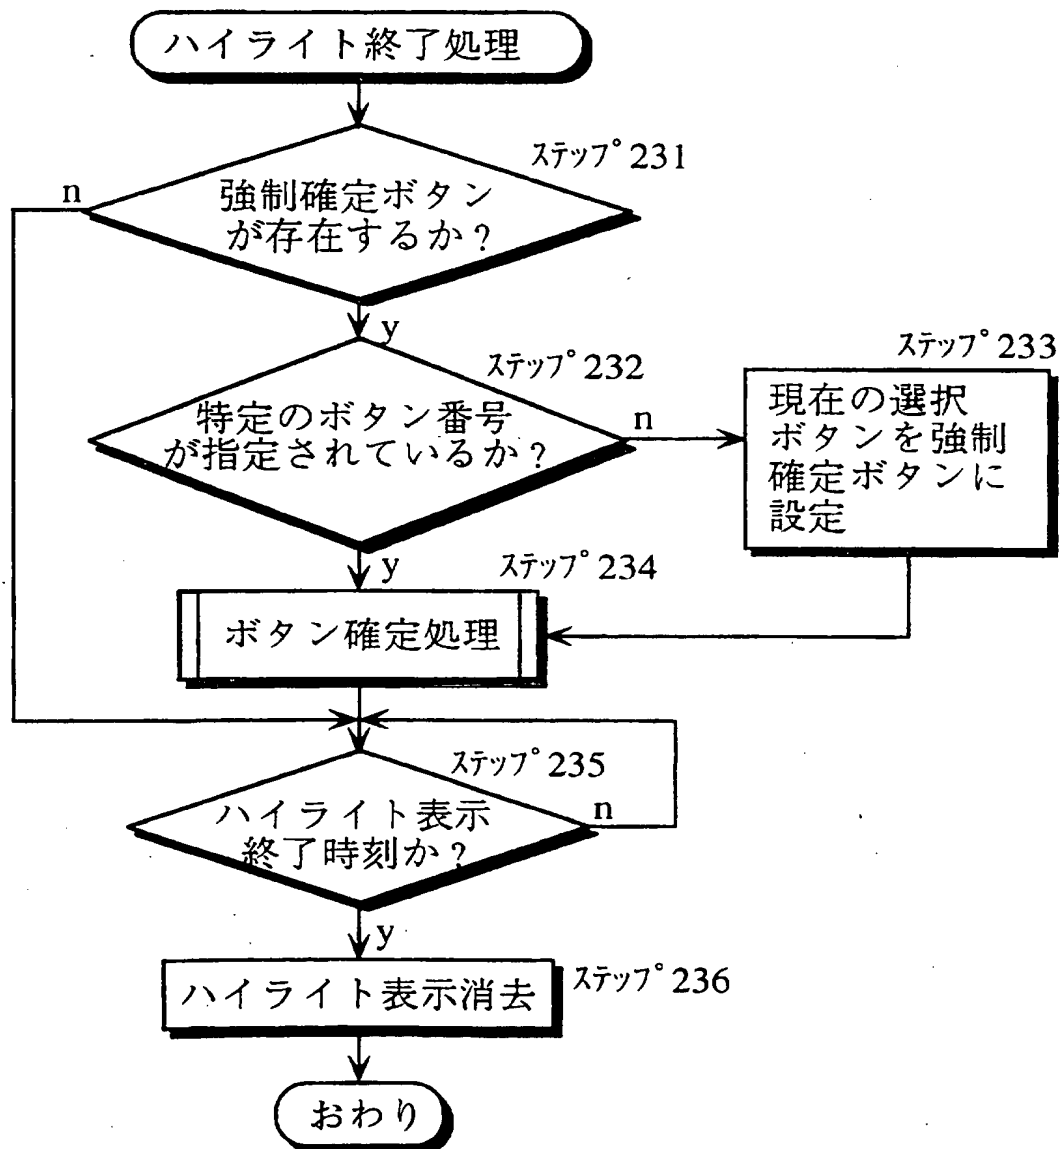 ハイライト終了処理
ステップ231
n
強制確定ボタン
が存在するか?
y
ステップ232
ステップ233
特定のボタン番号
が指定されているか?
n
現在の選択
ボタンを強制
確定ボタンに
設定
y
ステップ234
ボタン確定処理
ステップ235
ハイライト表示
終了時刻か?
n
y
ハイライト表示消去
ステップ236
おわり